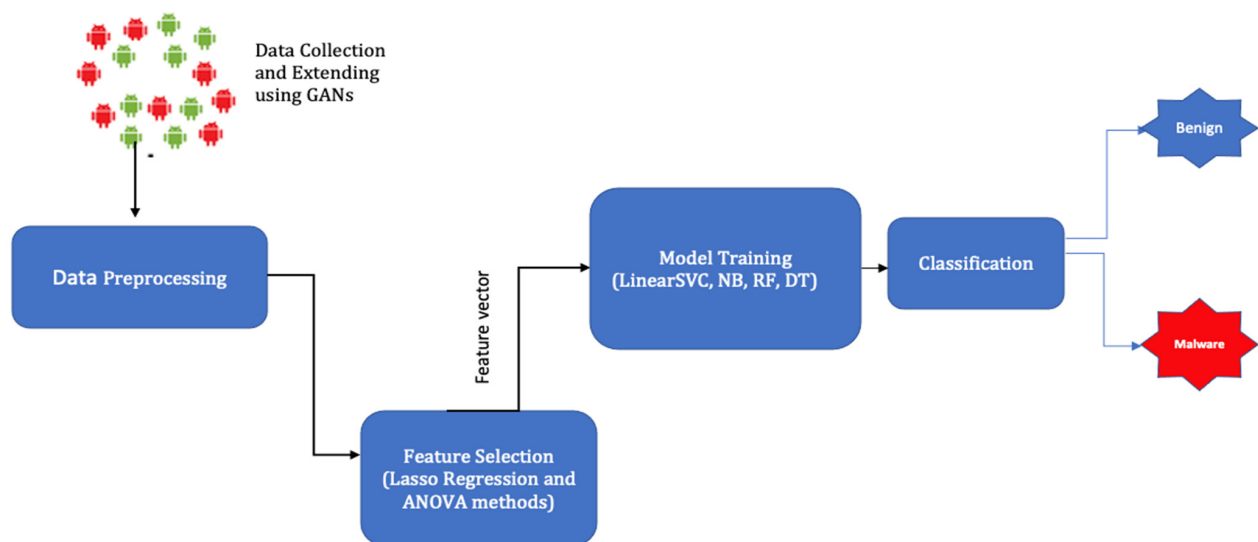 Data Collection
and Extending
using GANs
Data Preprocessing
Feature Selection
(Lasso Regression and
ANOVA methods)
Feature vector
Model Training
(LinearSVC, NB, RF, DT)
Classification
Benign
Malware